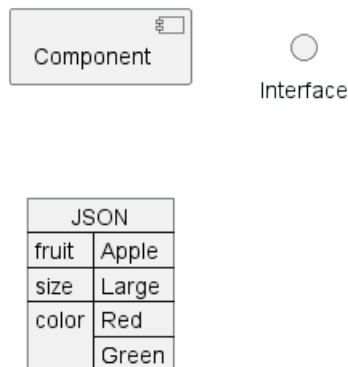 Component
Interface
JSON
fruit Apple
size Large
color Red
Green